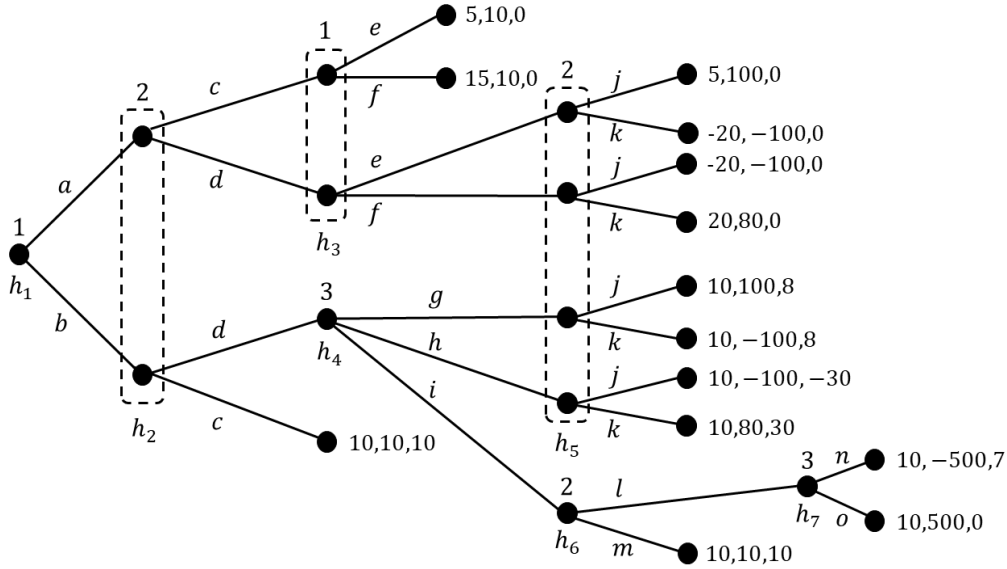 e
5,10,0
1
f
15,10,0
c
2
2
j
5,100,0
k
-20, −100,0
e
j
-20, −100,0
a
d
f
k
20,80,0
h₃
1
h₁
b
3
g
j
10,100,8
d
h₄
h
k
10, −100,8
i
j
10, −100, −30
h₂
c
10,10,10
k
10,80,30
h₅
2
l
3
n
10, −500,7
h₆
m
h₇
o
10,500,0
10,10,10